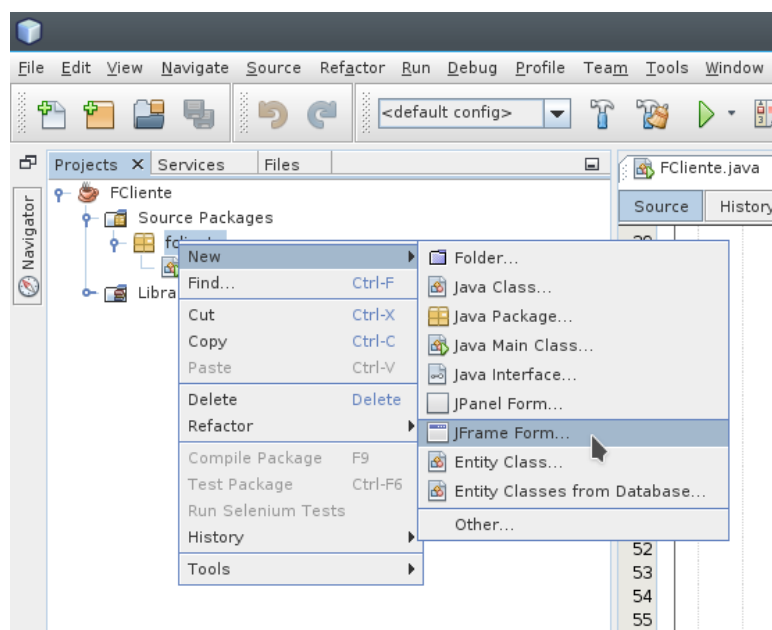 File Edit View Navigate Source Refactor Run Debug Profile Team Tools Window
<default config>
Projects Services Files
FCliente.java
Navigator
FCliente
Source Packages
Source History
New
Find... Ctrl-F
Cut Ctrl-X
Copy Ctrl-C
Paste Ctrl-V
Delete Delete
Refactor
Compile Package F9
Test Package Ctrl-F6
Run Selenium Tests
History
Tools
Folder...
Java Class...
Java Package...
Java Main Class...
Java Interface...
JPanel Form...
JFrame Form...
Entity Class...
Entity Classes from Database...
Other...
Libra
52
53
54
55